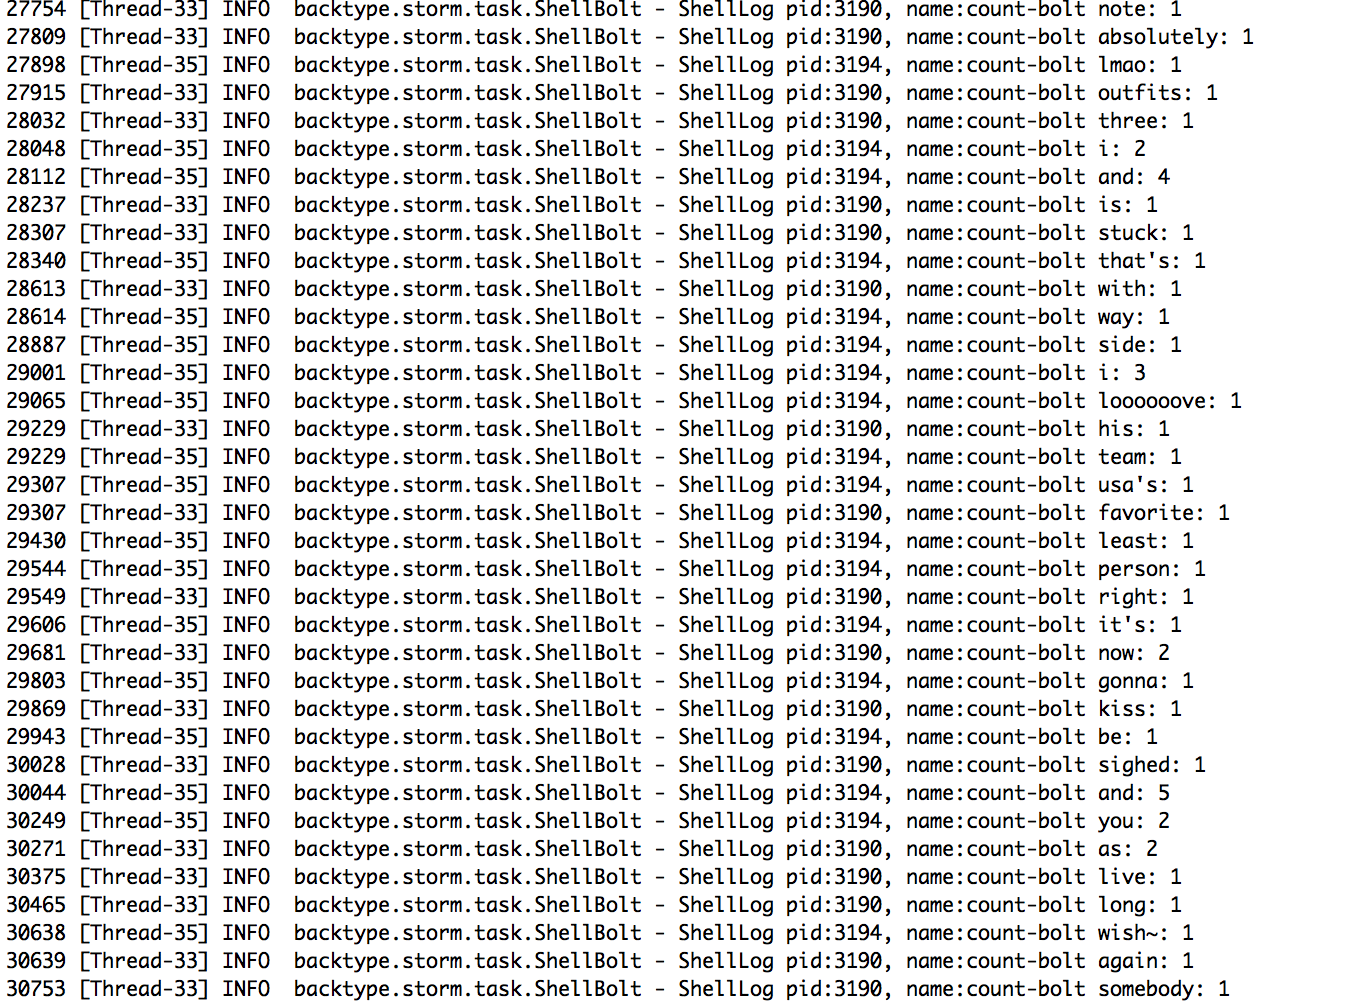 27754 [Thread-33] INFO  backtype.storm.task.ShellBolt - ShellLog pid:3190, name:count-bolt note: 1
27809 [Thread-33] INFO  backtype.storm.task.ShellBolt - ShellLog pid:3190, name:count-bolt absolutely: 1
27898 [Thread-35] INFO  backtype.storm.task.ShellBolt - ShellLog pid:3194, name:count-bolt lmao: 1
27915 [Thread-33] INFO  backtype.storm.task.ShellBolt - ShellLog pid:3190, name:count-bolt outfits: 1
28032 [Thread-33] INFO  backtype.storm.task.ShellBolt - ShellLog pid:3190, name:count-bolt three: 1
28048 [Thread-35] INFO  backtype.storm.task.ShellBolt - ShellLog pid:3194, name:count-bolt i: 2
28112 [Thread-35] INFO  backtype.storm.task.ShellBolt - ShellLog pid:3194, name:count-bolt and: 4
28237 [Thread-33] INFO  backtype.storm.task.ShellBolt - ShellLog pid:3190, name:count-bolt is: 1
28307 [Thread-33] INFO  backtype.storm.task.ShellBolt - ShellLog pid:3190, name:count-bolt stuck: 1
28340 [Thread-35] INFO  backtype.storm.task.ShellBolt - ShellLog pid:3194, name:count-bolt that's: 1
28613 [Thread-33] INFO  backtype.storm.task.ShellBolt - ShellLog pid:3190, name:count-bolt with: 1
28614 [Thread-35] INFO  backtype.storm.task.ShellBolt - ShellLog pid:3194, name:count-bolt way: 1
28887 [Thread-35] INFO  backtype.storm.task.ShellBolt - ShellLog pid:3194, name:count-bolt side: 1
29001 [Thread-35] INFO  backtype.storm.task.ShellBolt - ShellLog pid:3194, name:count-bolt i: 3
29065 [Thread-35] INFO  backtype.storm.task.ShellBolt - ShellLog pid:3194, name:count-bolt loooooove: 1
29229 [Thread-33] INFO  backtype.storm.task.ShellBolt - ShellLog pid:3190, name:count-bolt his: 1
29229 [Thread-35] INFO  backtype.storm.task.ShellBolt - ShellLog pid:3194, name:count-bolt team: 1
29307 [Thread-35] INFO  backtype.storm.task.ShellBolt - ShellLog pid:3194, name:count-bolt usa's: 1
29307 [Thread-33] INFO  backtype.storm.task.ShellBolt - ShellLog pid:3190, name:count-bolt favorite: 1
29430 [Thread-35] INFO  backtype.storm.task.ShellBolt - ShellLog pid:3194, name:count-bolt least: 1
29544 [Thread-35] INFO  backtype.storm.task.ShellBolt - ShellLog pid:3194, name:count-bolt person: 1
29549 [Thread-33] INFO  backtype.storm.task.ShellBolt - ShellLog pid:3190, name:count-bolt right: 1
29606 [Thread-35] INFO  backtype.storm.task.ShellBolt - ShellLog pid:3194, name:count-bolt it's: 1
29681 [Thread-33] INFO  backtype.storm.task.ShellBolt - ShellLog pid:3190, name:count-bolt now: 2
29803 [Thread-35] INFO  backtype.storm.task.ShellBolt - ShellLog pid:3194, name:count-bolt gonna: 1
29869 [Thread-33] INFO  backtype.storm.task.ShellBolt - ShellLog pid:3190, name:count-bolt kiss: 1
29943 [Thread-35] INFO  backtype.storm.task.ShellBolt - ShellLog pid:3194, name:count-bolt be: 1
30028 [Thread-33] INFO  backtype.storm.task.ShellBolt - ShellLog pid:3190, name:count-bolt sighed: 1
30044 [Thread-35] INFO  backtype.storm.task.ShellBolt - ShellLog pid:3194, name:count-bolt and: 5
30249 [Thread-35] INFO  backtype.storm.task.ShellBolt - ShellLog pid:3194, name:count-bolt you: 2
30271 [Thread-33] INFO  backtype.storm.task.ShellBolt - ShellLog pid:3190, name:count-bolt as: 2
30375 [Thread-33] INFO  backtype.storm.task.ShellBolt - ShellLog pid:3190, name:count-bolt live: 1
30465 [Thread-33] INFO  backtype.storm.task.ShellBolt - ShellLog pid:3190, name:count-bolt long: 1
30638 [Thread-35] INFO  backtype.storm.task.ShellBolt - ShellLog pid:3194, name:count-bolt wish~: 1
30639 [Thread-33] INFO  backtype.storm.task.ShellBolt - ShellLog pid:3190, name:count-bolt again: 1
30753 [Thread-33] INFO  backtype.storm.task.ShellBolt - ShellLog pid:3190, name:count-bolt somebody: 1